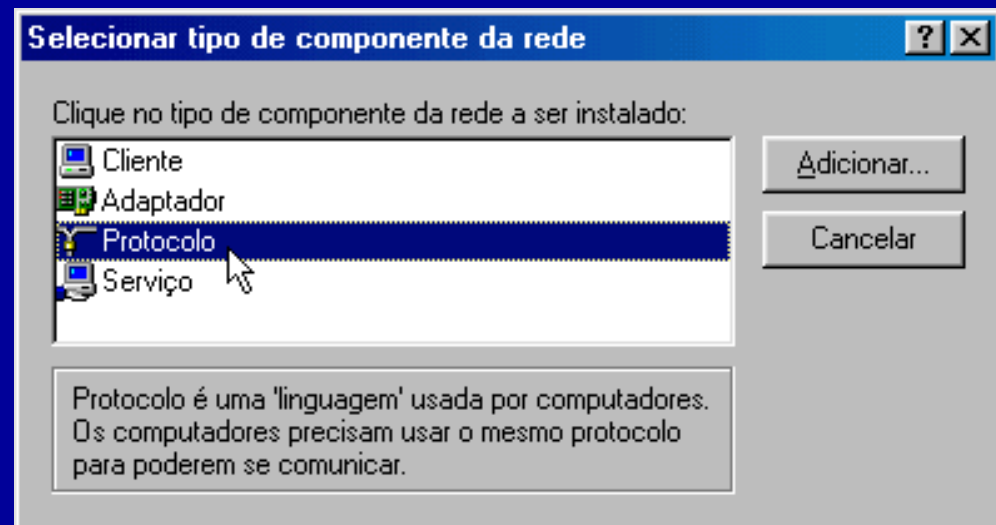 Selecionar tipo de componente da rede
Clique no tipo de componente da rede a ser instalado:
Cliente
Adaptador
Protocolo
Serviço
Adicionar...
Cancelar
Protocolo é uma 'linguagem' usada por computadores.
Os computadores precisam usar o mesmo protocolo
para poderem se comunicar.